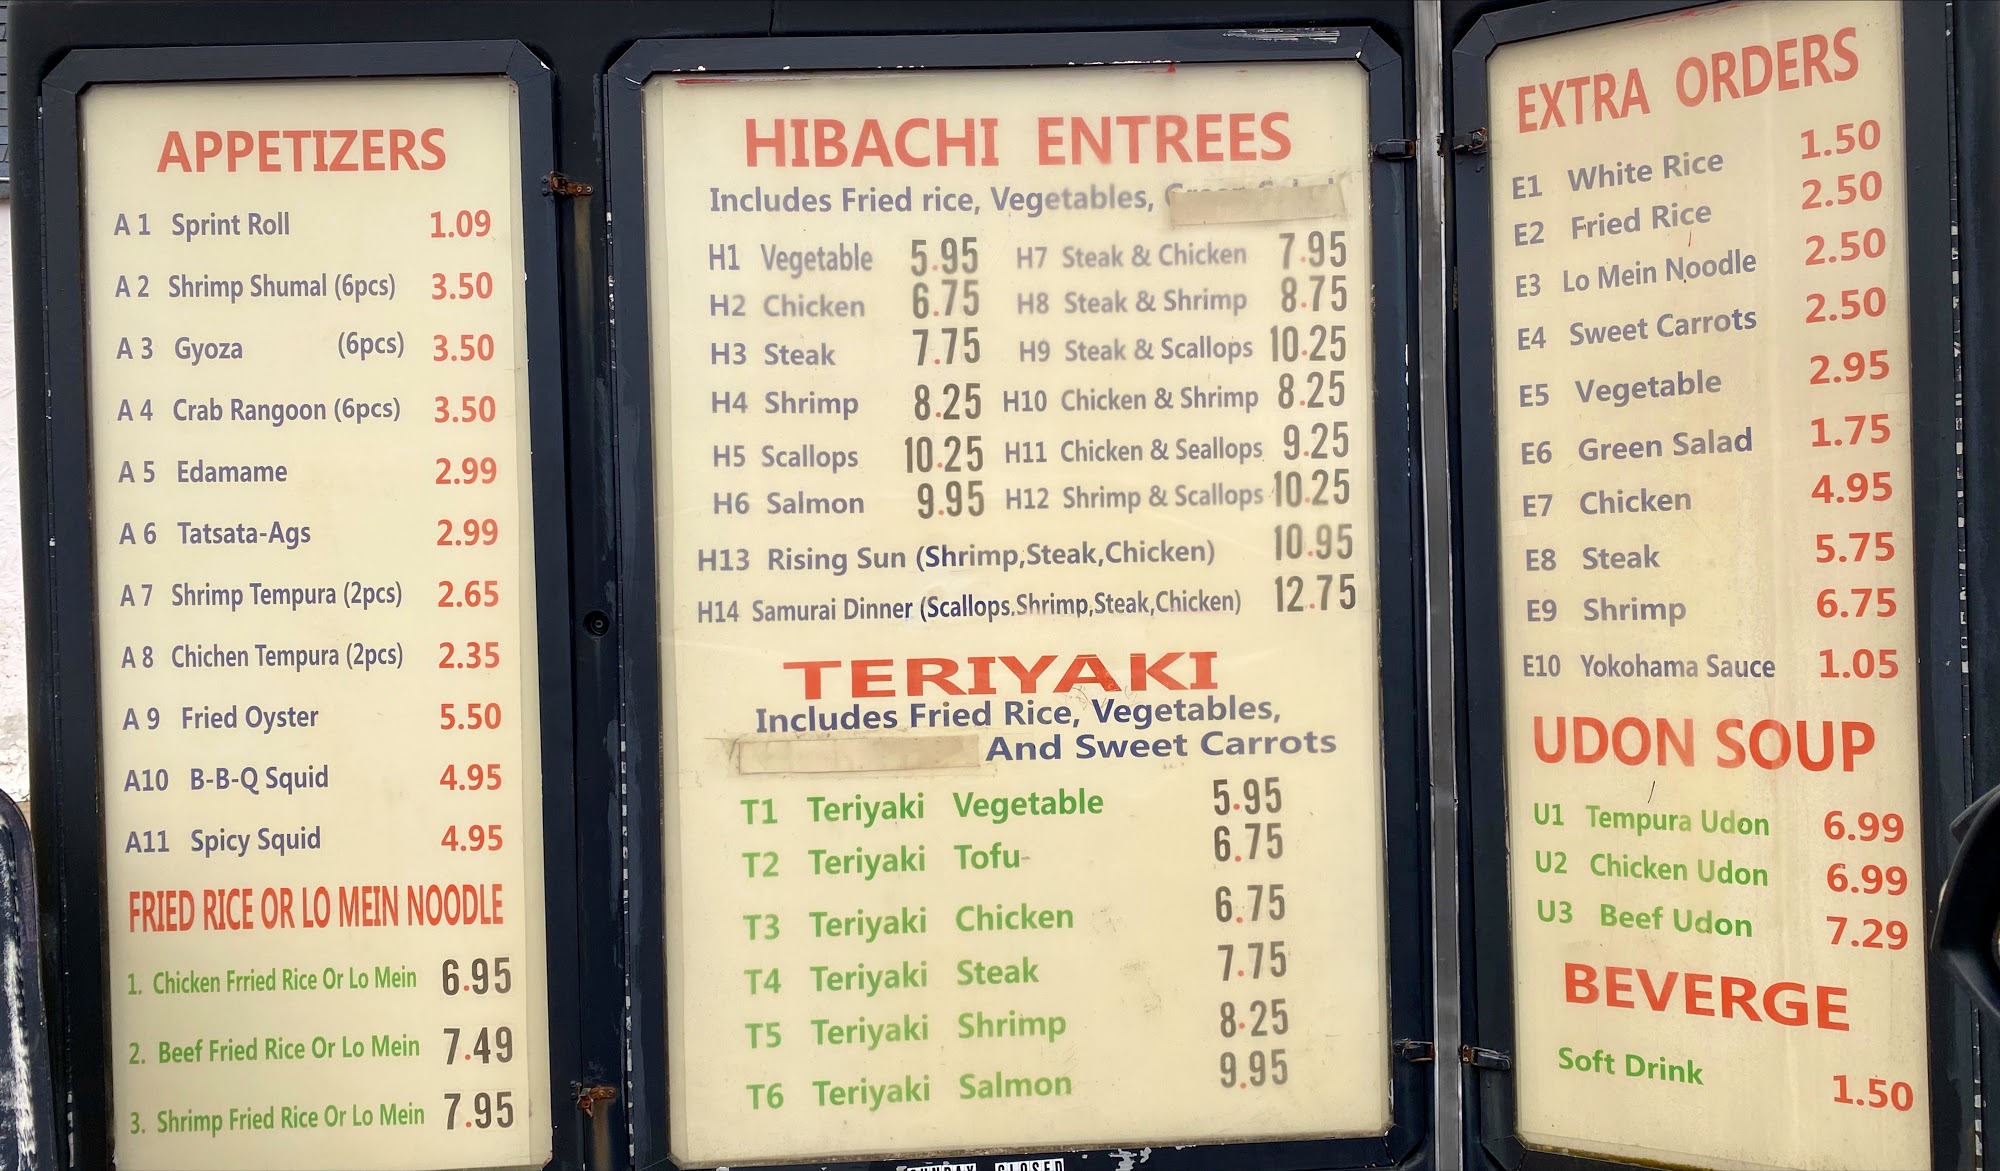 APPETIZERS
A 1 Sprint Roll 1.09
A 2 Shrimp Shumal (6pcs) 3.50
A 3 Gyoza (6pcs) 3.50
A 4 Crab Rangoon (6pcs) 3.50
A 5 Edamame 2.99
A 6 Tatsata-Ags 2.99
A 7 Shrimp Tempura (2pcs) 2.65
A 8 Chichen Tempura (2pcs) 2.35
A 9 Fried Oyster 5.50
A10 B-B-Q Squid 4.95
A11 Spicy Squid 4.95
FRIED RICE OR LO MEIN NOODLE
1. Chicken Frried Rice Or Lo Mein 6.95
2. Beef Fried Rice Or Lo Mein 7.49
3. Shrimp Fried Rice Or Lo Mein 7.95
HIBACHI ENTREES
Includes Fried rice, Vegetables,
H1 Vegetable 5.95 H7 Steak & Chicken 7.95
H2 Chicken 6.75 H8 Steak & Shrimp 8.75
H3 Steak 7.75 H9 Steak & Scallops 10.25
H4 Shrimp 8.25 H10 Chicken & Shrimp 8.25
H5 Scallops 10.25 H11 Chicken & Seallops 9.25
H6 Salmon 9.95 H12 Shrimp & Scallops 10.25
H13 Rising Sun (Shrimp,Steak,Chicken) 10.95
H14 Samurai Dinner (Scallops.Shrimp,Steak,Chicken) 12.75
TERIYAKI
Includes Fried Rice, Vegetables,
And Sweet Carrots
T1 Teriyaki Vegetable 5.95
T2 Teriyaki Tofu 6.75
T3 Teriyaki Chicken 6.75
T4 Teriyaki Steak 7.75
T5 Teriyaki Shrimp 8.25
T6 Teriyaki Salmon 9.95
SUNDAY CLOSED
EXTRA ORDERS
E1 White Rice 1.50
E2 Fried Rice 2.50
E3 Lo Mein Noodle 2.50
E4 Sweet Carrots 2.50
E5 Vegetable 2.95
E6 Green Salad 1.75
E7 Chicken 4.95
E8 Steak 5.75
E9 Shrimp 6.75
E10 Yokohama Sauce 1.05
UDON SOUP
U1 Tempura Udon 6.99
U2 Chicken Udon 6.99
U3 Beef Udon 7.29
BEVERGE
Soft Drink 1.50